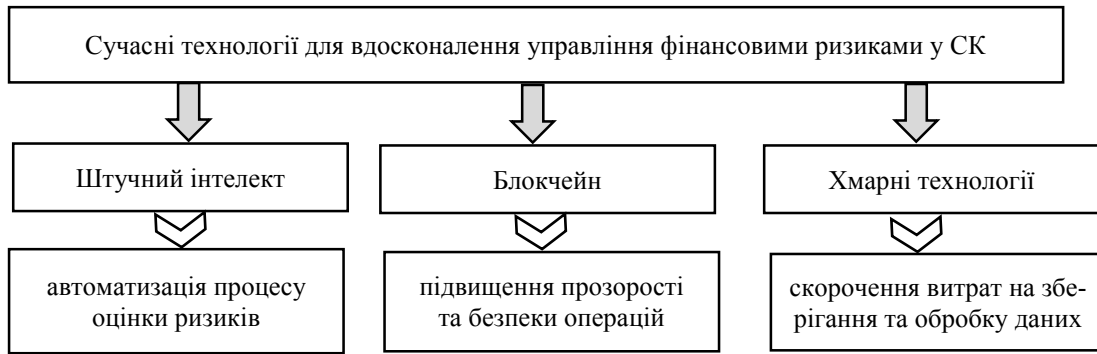 Сучасні технології для вдосконалення управління фінансовими ризиками у СК
Штучний інтелект
Блокчейн
Хмарні технології
автоматизація процесу
оцінки ризиків
підвищення прозорості
та безпеки операцій
скорочення витрат на збе-
рігання та обробку даних